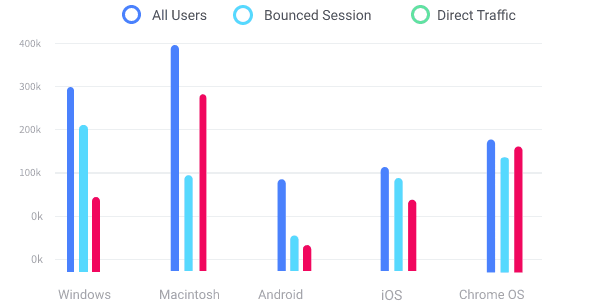 All Users Bounced Session Direct Traffic
400k
300k
200k
100k
0k
0k
Windows Macintosh Android iOS Chrome OS